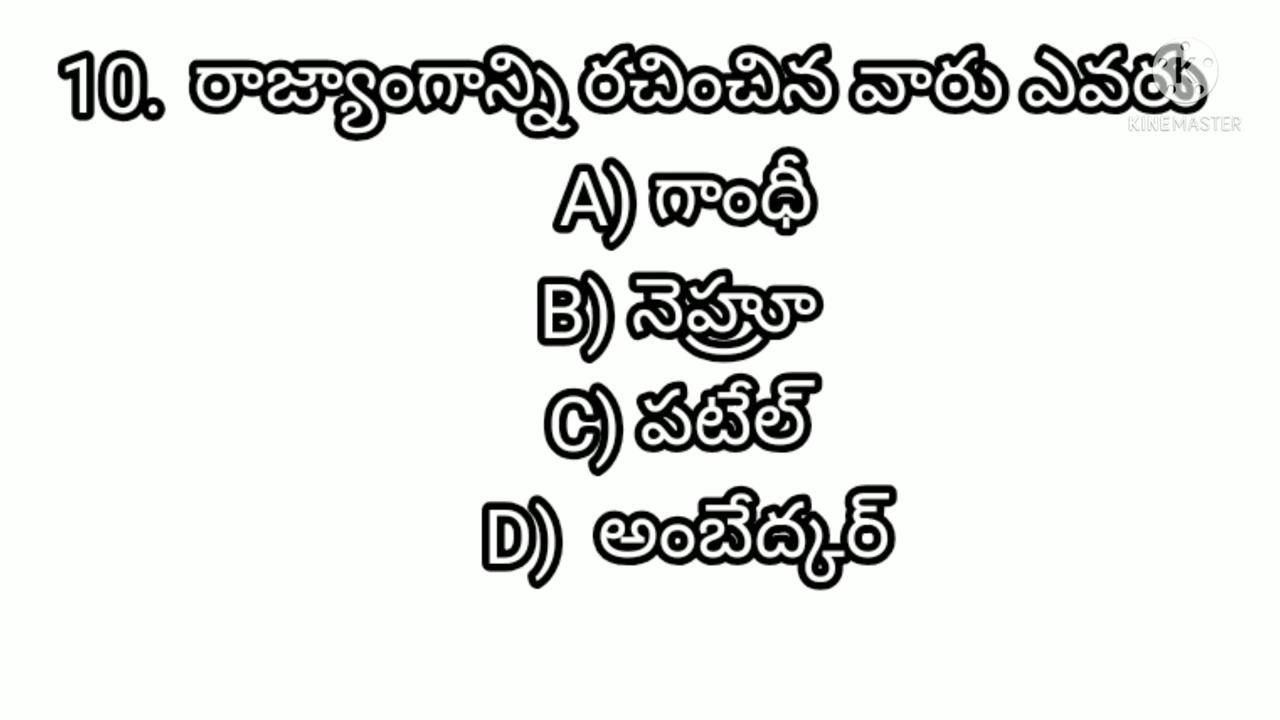 10. రాజ్యాంగాన్ని రచించిన వారు ఎవరు
KINEMASTER
A) గాంధీ
B) నెహ్రూ
C) పటేల్
D) అంబేద్కర్